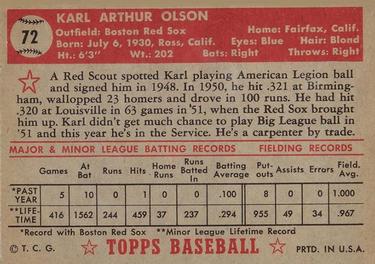 72
KARL ARTHUR OLSON
Outfield: Boston Red Sox Home: Fairfax, Calif.
Born: July 6, 1930, Ross, Calif. Eyes: Blue Hair: Blond
Ht.: 6.3 Wt.: 202 Bats: Right Throws: Right
A Red Scout spotted Karl playing American Legion ball
and signed him in 1948. In 1950, he hit .321 at Birming-
ham, walloped 23 homers and drove in 100 runs. He had hit
.320 at Louisville in 63 games in '51, when the Red Sox brought
him up. Karl didn't get much chance to play Big League ball in
'51 and this year he's in the Service. He's a carpenter by trade.
MAJOR & MINOR LEAGUE BATTING RECORDS FIELDING RECORDS
Games At Bat Runs Hits Home Runs Runs Batted In Batting Average Put-outs Assists Errors Field. Avg.
*PAST YEAR 5 10 0 1 0 0 .100 8 0 0 1.000
**LIFE-TIME 416 1562 244 459 37 237 .294 955 49 34 .967
*Record with Boston Red Sox **Minor League Lifetime Record
© T. C. G. TOPPS BASEBALL PRTD. IN U.S.A.